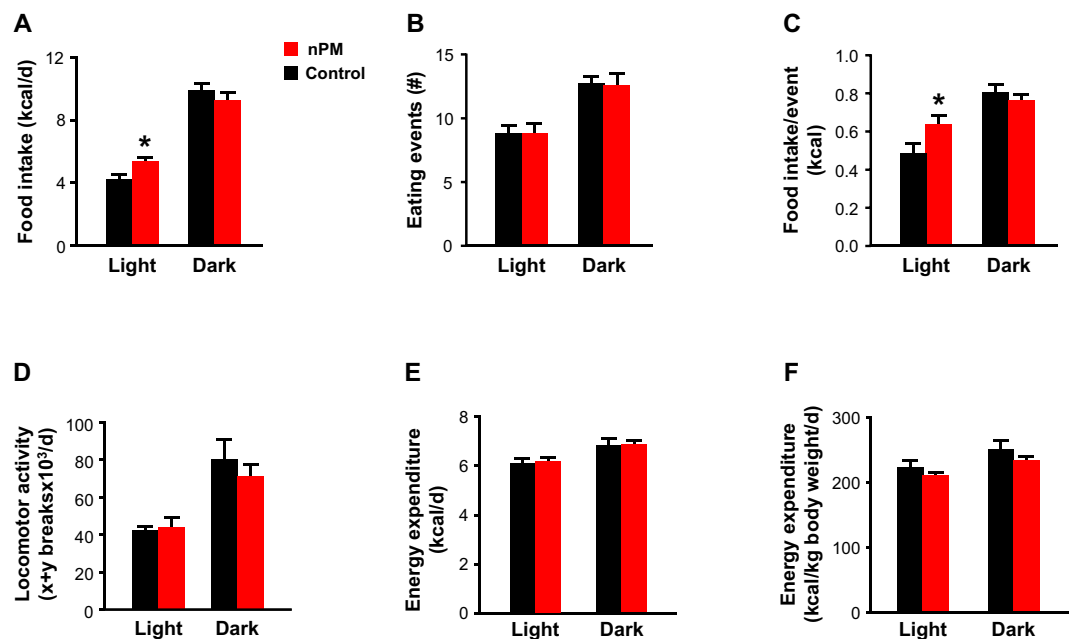 A
Food intake (kcal/d)
12
8
4
0
*
Light Dark
nPM
Control
B
Eating events (#)
15
10
5
0
Light Dark
C
Food intake/event
(kcal)
1.0
0.8
0.6
0.4
0.2
0.0
*
Light Dark
D
Locomotor activity
(x+y breaksx10³/d)
100
80
60
40
20
0
Light Dark
E
Energy expenditure
(kcal/d)
8
6
4
2
0
Light Dark
F
Energy expenditure
(kcal/kg body weight/d)
300
200
100
0
Light Dark